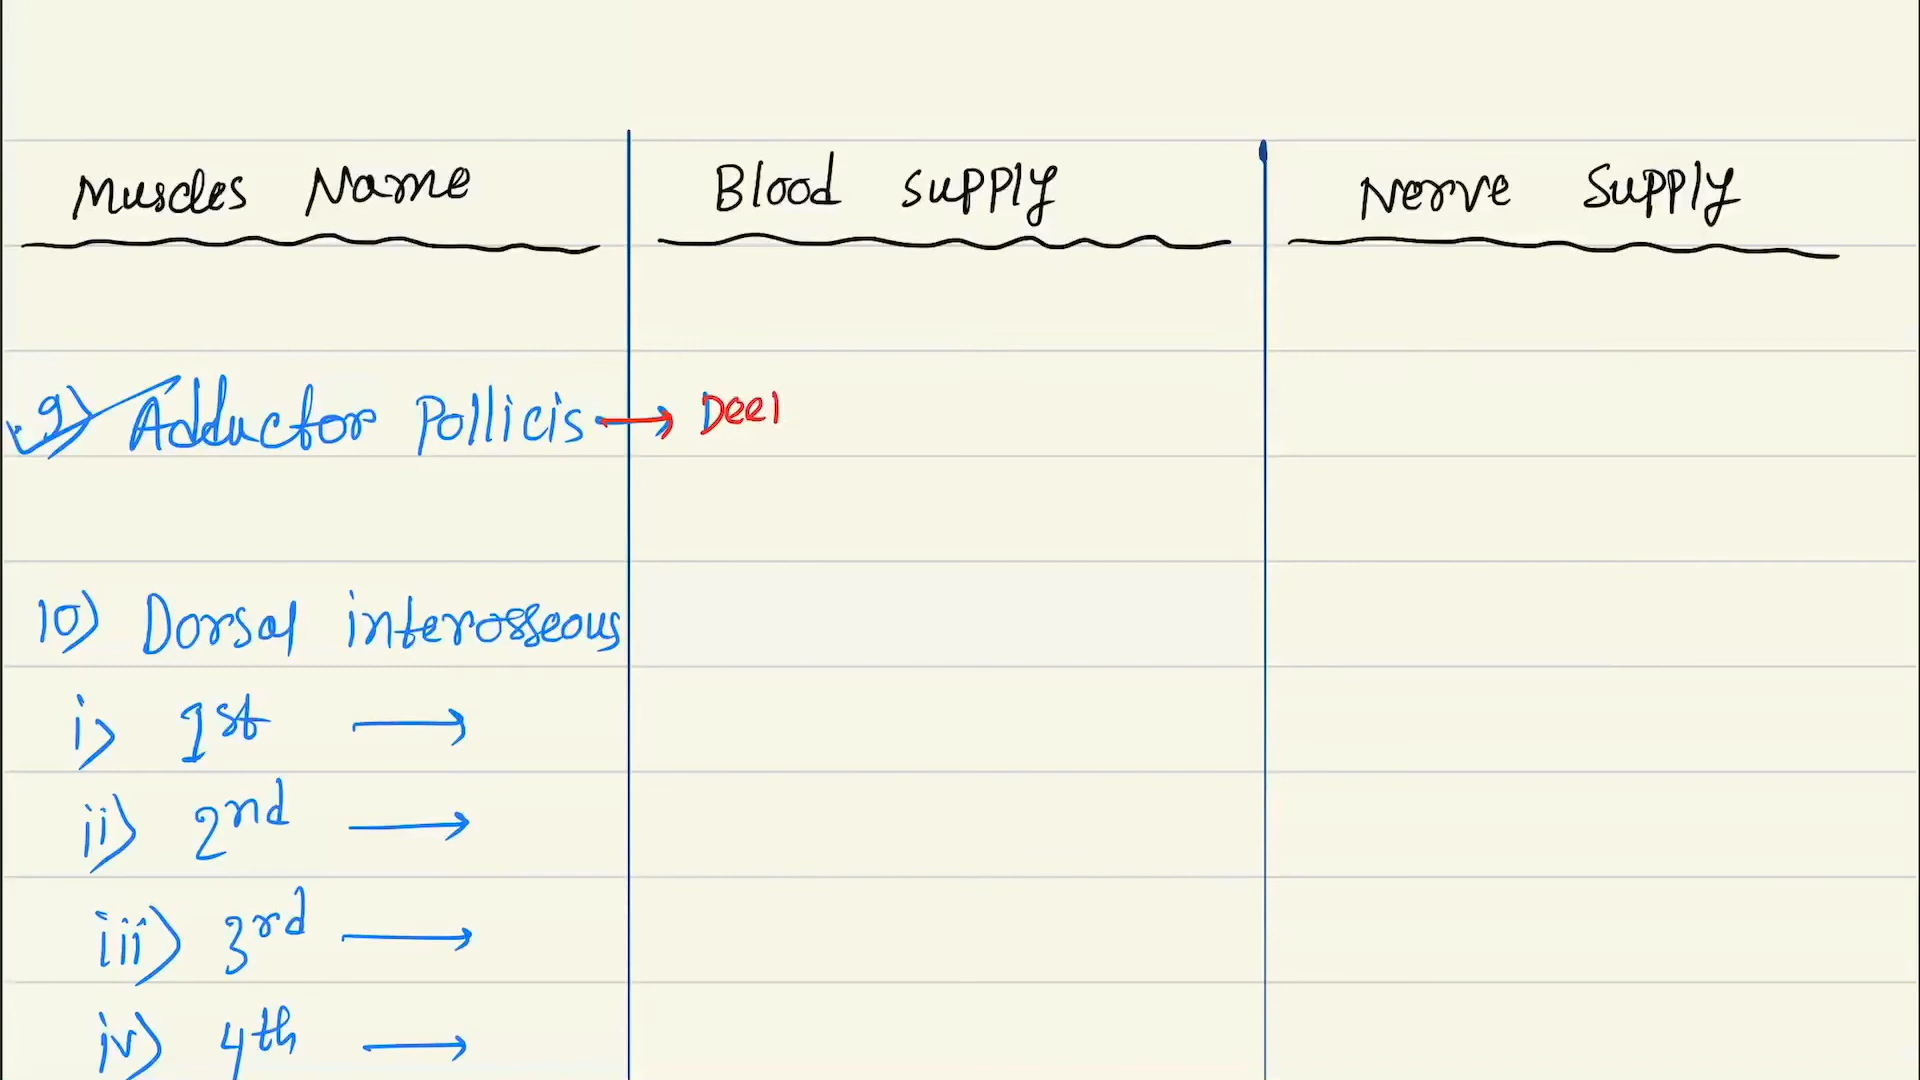 Muscles Name Blood supply Nerve Supply
9) Adductor Pollicis → Deel
10) Dorsal interosseous
i) 1st →
ii) 2nd →
iii) 3rd →
iv) 4th →